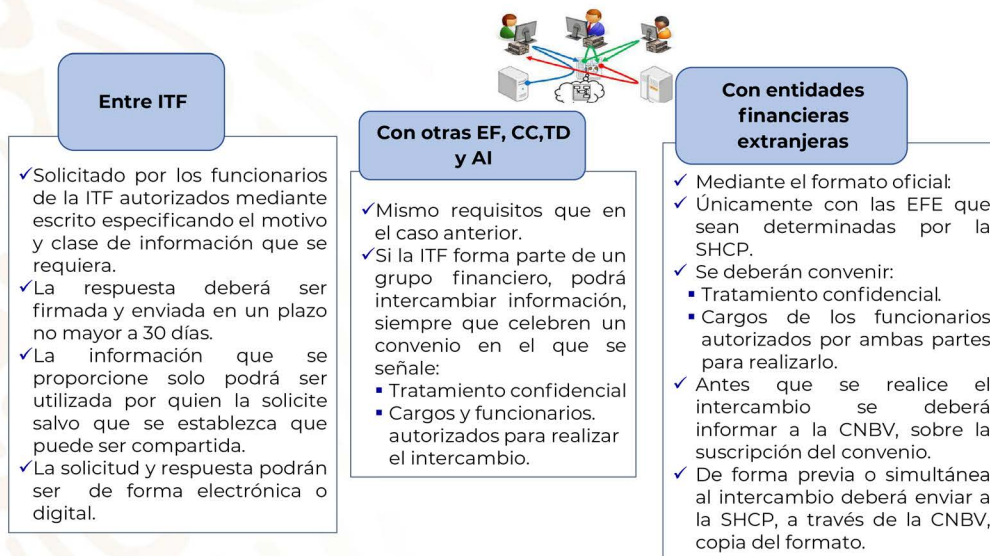 Entre ITF
✓Solicitado por los funcionarios
de la ITF autorizados mediante
escrito especificando el motivo
y clase de información que se
requiera.
✓La respuesta deberá ser
firmada y enviada en un plazo
no mayor a 30 días.
✓La información que se
proporcione solo podrá ser
utilizada por quien la solicite
salvo que se establezca que
puede ser compartida.
✓La solicitud y respuesta podrán
ser de forma electrónica o
digital.
Con otras EF, CC,TD
y AI
✓Mismo requisitos que en
el caso anterior.
✓Si la ITF forma parte de un
grupo financiero, podrá
intercambiar información,
siempre que celebren un
convenio en el que se
señale:
▪ Tratamiento confidencial
▪ Cargos y funcionarios.
autorizados para realizar
el intercambio.
Con entidades
financieras
extranjeras
✓ Mediante el formato oficial:
✓ Únicamente con las EFE que
sean determinadas por la
SHCP.
✓ Se deberán convenir:
▪ Tratamiento confidencial.
▪ Cargos de los funcionarios
autorizados por ambas partes
para realizarlo.
✓ Antes que se realice el
intercambio se deberá
informar a la CNBV, sobre la
suscripción del convenio.
✓ De forma previa o simultánea
al intercambio deberá enviar a
la SHCP, a través de la CNBV,
copia del formato.